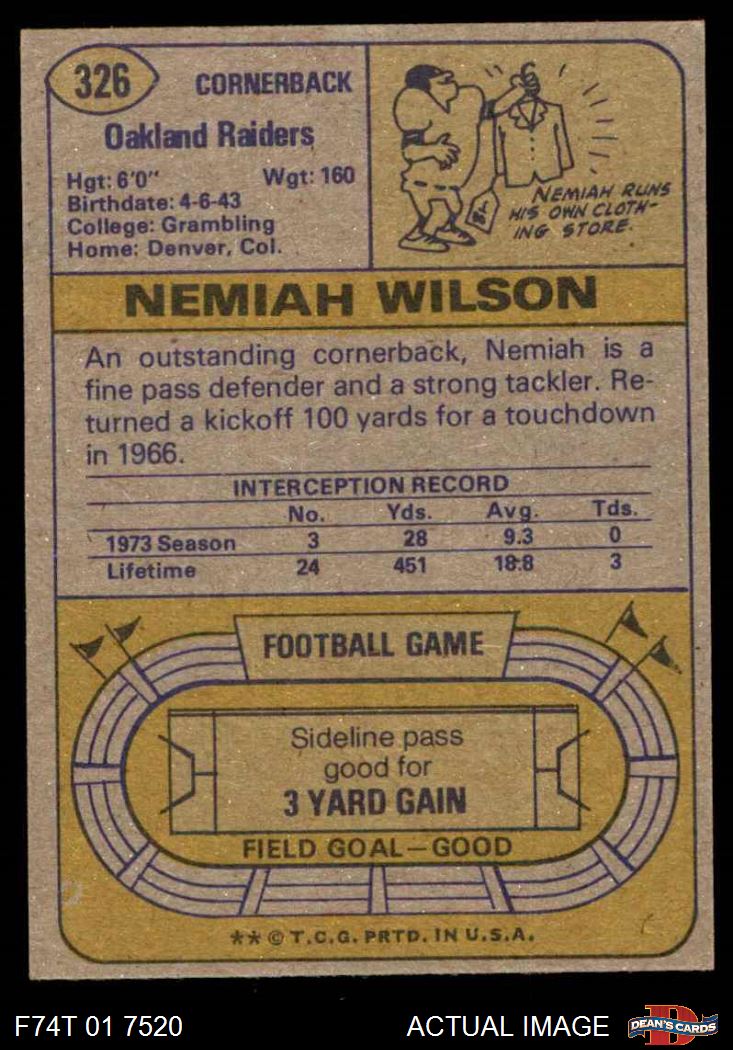 326
CORNERBACK
Oakland Raiders
Hgt: 6'0" Wgt: 160
Birthdate: 4-6-43
College: Grambling
Home: Denver, Col.
NEMIAH RUNS
HIS OWN CLOTH-
ING STORE.
NEMIAH WILSON
An outstanding cornerback, Nemiah is a
fine pass defender and a strong tackler. Re-
turned a kickoff 100 yards for a touchdown
in 1966.
INTERCEPTION RECORD
No. Yds. Avg. Tds.
1973 Season 3 28 9.3 0
Lifetime 24 451 18.8 3
FOOTBALL GAME
Sideline pass
good for
3 YARD GAIN
FIELD GOAL—GOOD
**© T.C.G. PRTD. IN U.S.A.
F74T 01 7520 ACTUAL IMAGE
D
DEAN'S CARDS